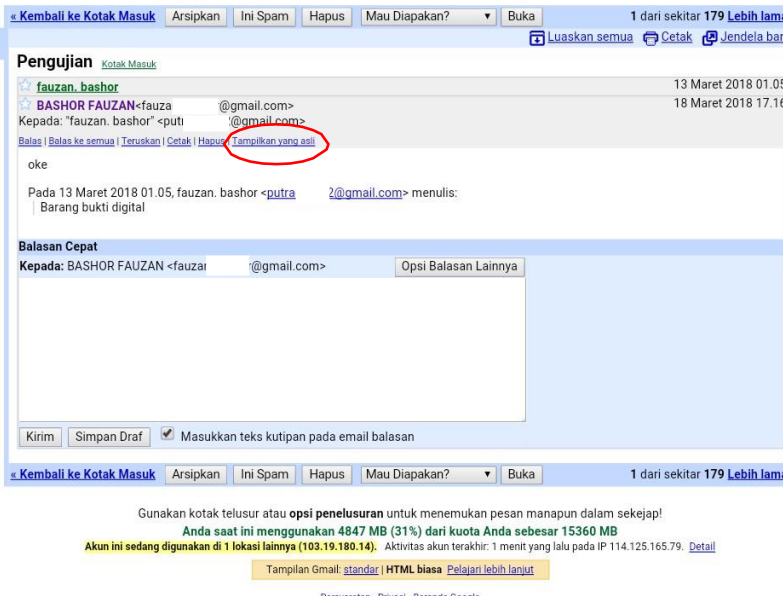 « Kembali ke Kotak Masuk Arsipkan Ini Spam Hapus Mau Diapakan? Buka 1 dari sekitar 179 Lebih lama
Luaskan semua Cetak Jendela bar
Pengujian Kotak Masuk
fauzan. bashor 13 Maret 2018 01.05
BASHOR FAUZAN<fauza @gmail.com> 18 Maret 2018 17.16
Kepada: "fauzan. bashor" <putr @gmail.com>
Balas | Balas ke semua | Teruskan | Cetak | Hapus | Tampilkan yang asli
oke
Pada 13 Maret 2018 01.05, fauzan. bashor <putra 2@gmail.com> menulis:
Barang bukti digital
Balasan Cepat
Kepada: BASHOR FAUZAN <fauzar r@gmail.com> Opsi Balasan Lainnya
Kirim Simpan Draf Masukkan teks kutipan pada email balasan
« Kembali ke Kotak Masuk Arsipkan Ini Spam Hapus Mau Diapakan? Buka 1 dari sekitar 179 Lebih lama
Gunakan kotak telusur atau opsi penelusuran untuk menemukan pesan manapun dalam sekejap!
Anda saat ini menggunakan 4847 MB (31%) dari kuota Anda sebesar 15360 MB
Akun ini sedang digunakan di 1 lokasi lainnya (103.19.180.14). Aktivitas akun terakhir: 1 menit yang lalu pada IP 114.125.165.79. Detail
Tampilan Gmail: standar | HTML biasa Pelajari lebih lanjut